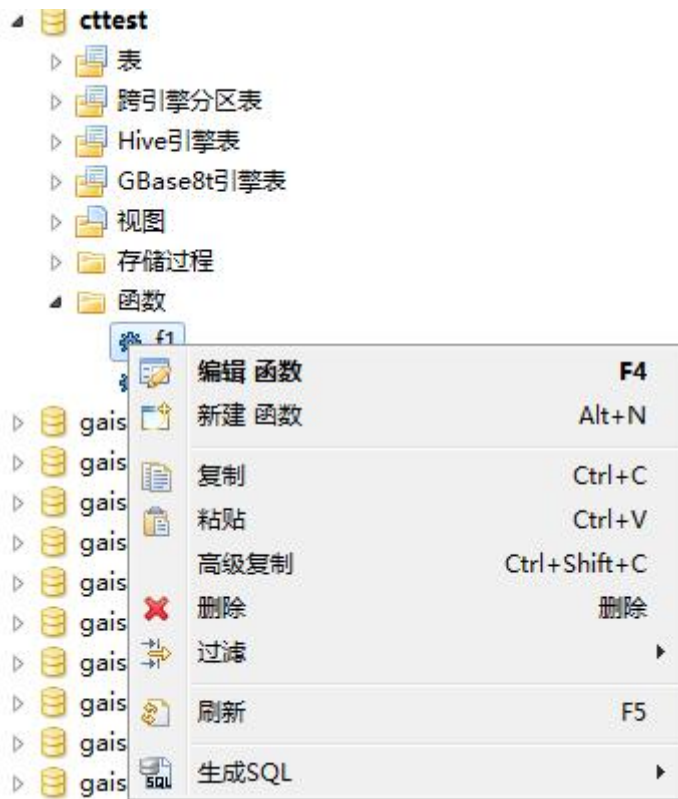 cttest
表
跨引擎分区表
Hive引擎表
GBase8t引擎表
视图
存储过程
函数
f1
编辑 函数 F4
gais 新建 函数 Alt+N
gais
gais 复制 Ctrl+C
gais 粘贴 Ctrl+V
gais 高级复制 Ctrl+Shift+C
gais 删除 删除
gais 过滤
gais 刷新 F5
gais
gais 生成SQL